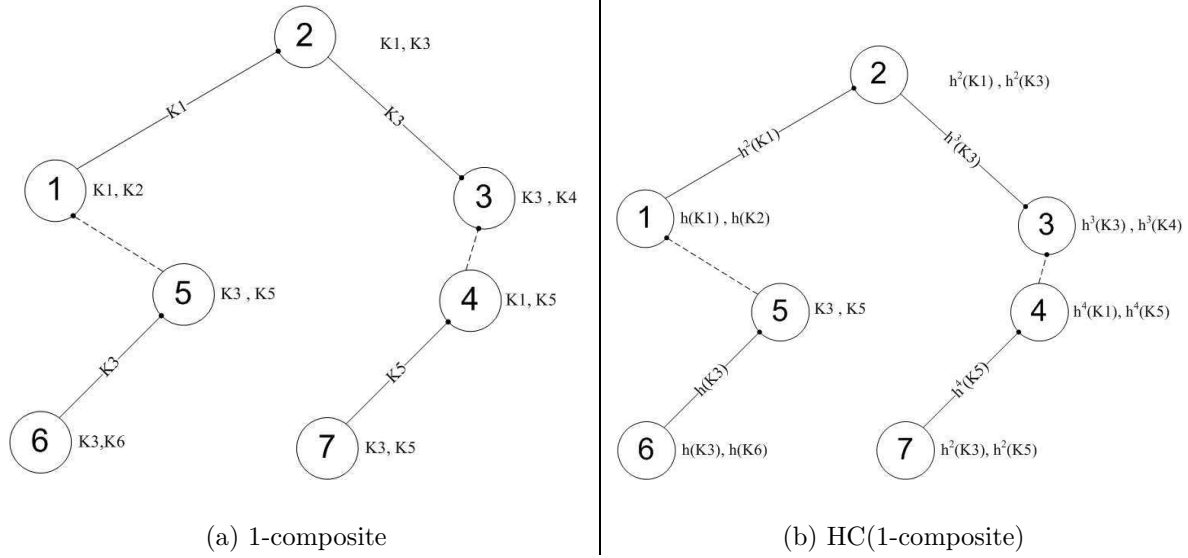 2
K1, K3
K1
K3
1
K1, K2
3
K3 , K4
5
K3 , K5
4
K1, K5
K3
K5
6
K3,K6
7
K3, K5
(a) 1-composite
2
h²(K1) , h²(K3)
h²(K1)
h³(K3)
1
h(K1) , h(K2)
3
h³(K3) , h³(K4)
5
K3 , K5
4
h⁴(K1), h⁴(K5)
h(K3)
h⁴(K5)
6
h(K3), h(K6)
7
h²(K3), h²(K5)
(b) HC(1-composite)